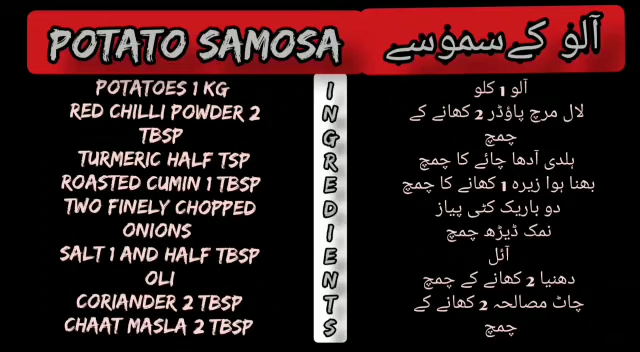 POTATO SAMOSA
آلو کے سموسے
POTATOES 1 KG
RED CHILLI POWDER 2
TBSP
TURMERIC HALF TSP
ROASTED CUMIN 1 TBSP
TWO FINELY CHOPPED
ONIONS
SALT 1 AND HALF TBSP
OLI
CORIANDER 2 TBSP
CHAAT MASLA 2 TBSP
INGREDIENTS
آلو 1 کلو
لال مرچ پاؤڈر 2 کھانے کے
چمچ
ہلدی آدھا چائے کا چمچ
بھنا ہوا زیرہ 1 کھانے کا چمچ
دو باریک کٹی پیاز
نمک ڈیڑھ چمچ
آئل
دھنیا 2 کھانے کے چمچ
چاٹ مصالحہ 2 کھانے کے
چمچ